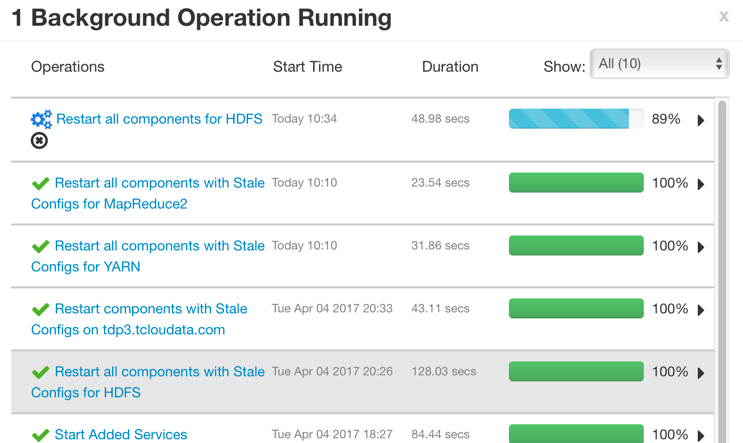 1 Background Operation Running
x
Operations Start Time Duration Show: All (10)
Restart all components for HDFS Today 10:34 48.98 secs 89%
Restart all components with Stale Today 10:10 23.54 secs 100%
Configs for MapReduce2
Restart all components with Stale Today 10:10 31.86 secs 100%
Configs for YARN
Restart components with Stale Tue Apr 04 2017 20:33 43.11 secs 100%
Configs on tdp3.tcloudata.com
Restart all components with Stale Tue Apr 04 2017 20:26 128.03 secs 100%
Configs for HDFS
Start Added Services Tue Apr 04 2017 18:27 84.44 secs 100%